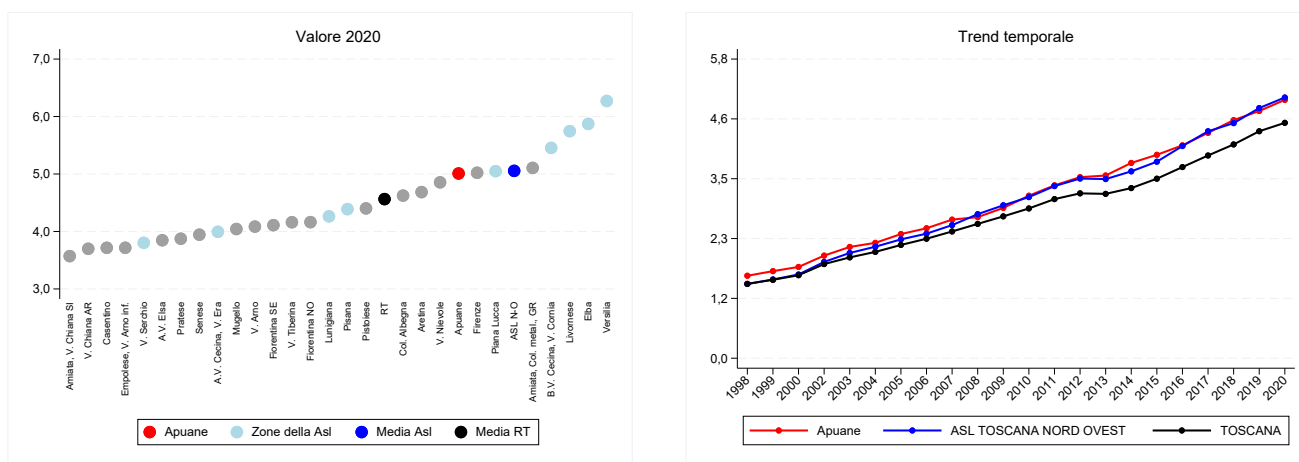 Valore 2020
7,0
6,0
5,0
4,0
3,0
Amiata, V. Chiana SI
V. Chiana AR
Casentino
Empolese, V. Arno inf.
V. Serchio
A.V. Elsa
Pratese
Senese
A.V. Cecina, V. Era
Mugello
V. Arno
Fiorentina SE
V. Tiberina
Fiorentina NO
Lunigiana
Pisana
Pistoiese
RT
Col. Albegna
Aretina
V. Nievole
Apuane
Firenze
Piana Lucca
ASL N-O
Amiata, Col. metal., GR
B.V. Cecina, V. Cornia
Livornese
Elba
Versilia
Apuane Zone della Asl Media Asl Media RT
Trend temporale
5,8
4,6
3,5
2,3
1,2
0,0
1998 1999 2000 2002 2003 2004 2005 2006 2007 2008 2009 2010 2011 2012 2013 2014 2015 2016 2017 2018 2019 2020
Apuane ASL TOSCANA NORD OVEST TOSCANA